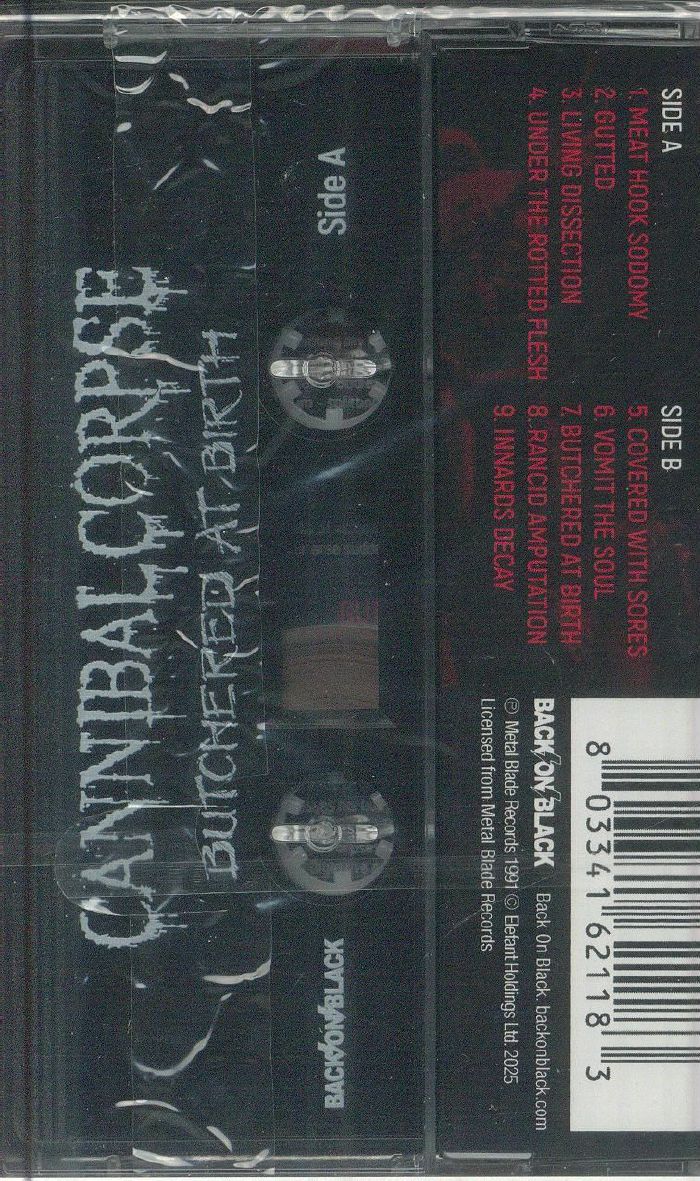 SIDE A
1. MEAT HOOK SODOMY
2. GUTTED
3. LIVING DISSECTION
4. UNDER THE ROTTED FLESH
SIDE B
5. COVERED WITH SORES
6. VOMIT THE SOUL
7. BUTCHERED AT BIRTH
8. RANCID AMPUTATION
9. INNARDS DECAY
8 03341 62118 3
BACK ON BLACK Back On Black. backonblack.com
℗ Metal Blade Records 1991 © Elefant Holdings Ltd. 2025
Licensed from Metal Blade Records
Side A
BACK ON BLACK
BUTCHERED AT BIRTH
CANNIBAL CORPSE